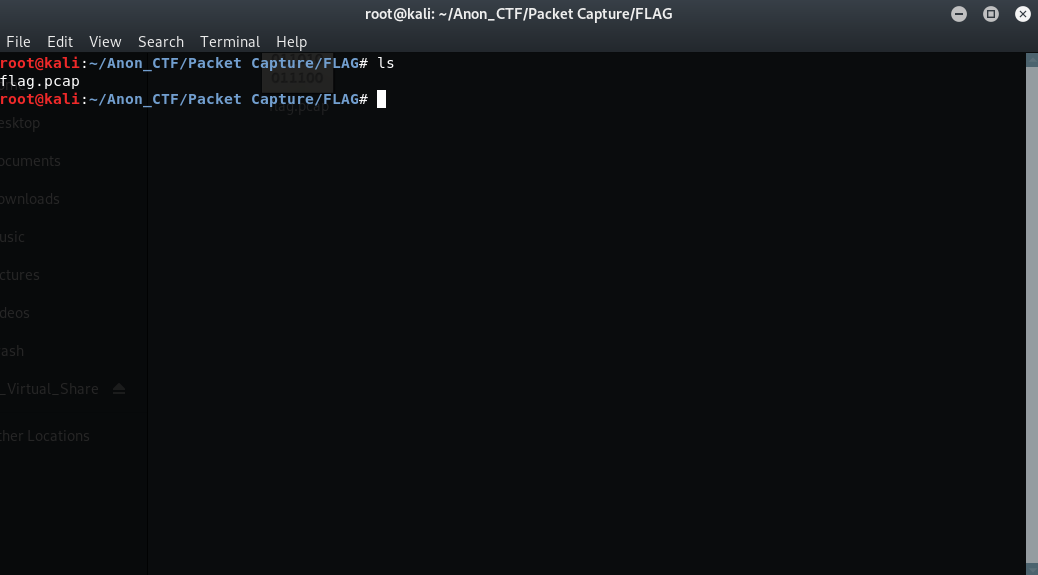 root@kali: ~/Anon_CTF/Packet Capture/FLAG
File Edit View Search Terminal Help
root@kali:~/Anon_CTF/Packet Capture/FLAG# ls
flag.pcap
root@kali:~/Anon_CTF/Packet Capture/FLAG#
011100
flag.pcap
esktop
ocuments
ownloads
usic
ctures
deos
ash
_Virtual_Share
her Locations